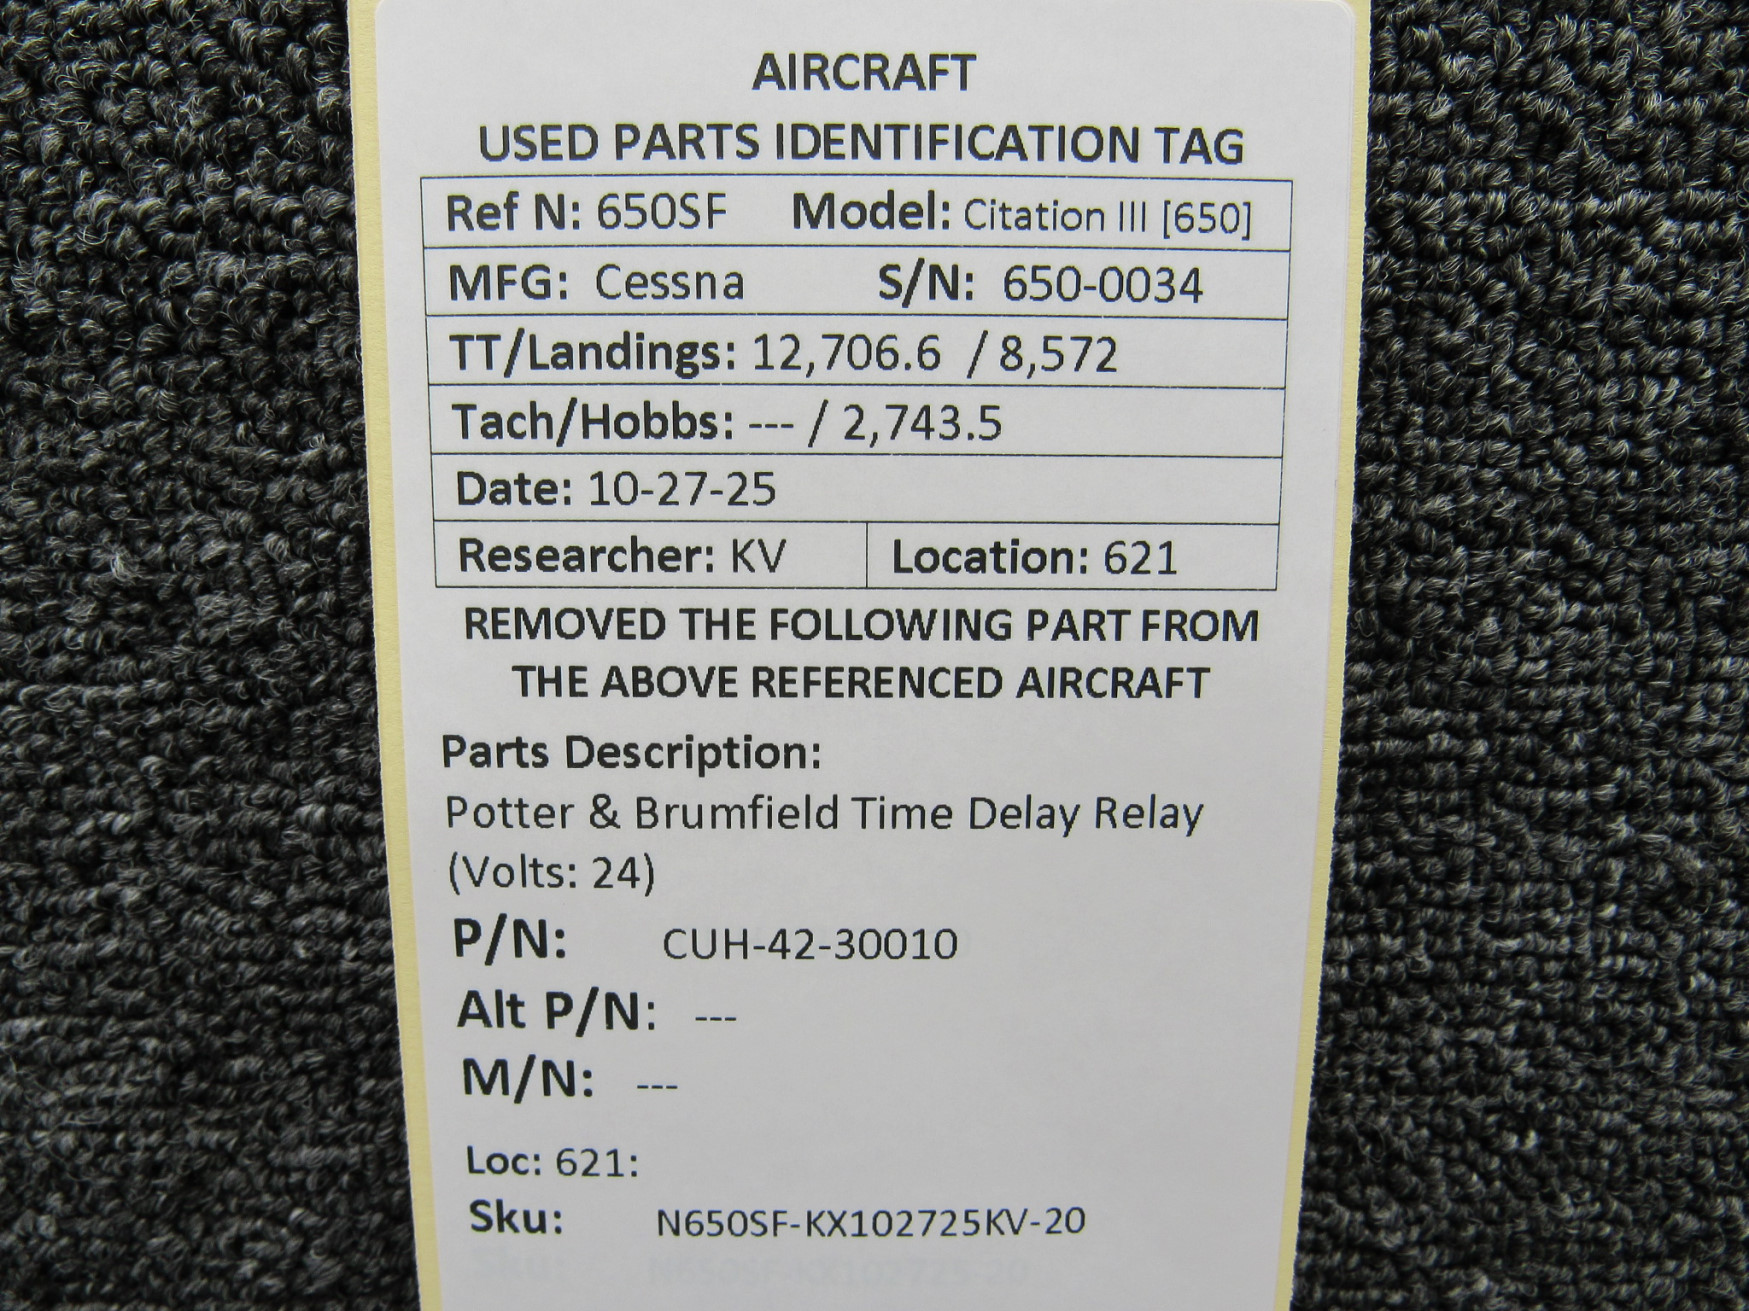 AIRCRAFT
USED PARTS IDENTIFICATION TAG
Ref N: 650SF Model: Citation III [650]
MFG: Cessna S/N: 650-0034
TT/Landings: 12,706.6 / 8,572
Tach/Hobbs: --- / 2,743.5
Date: 10-27-25
Researcher: KV Location: 621
REMOVED THE FOLLOWING PART FROM
THE ABOVE REFERENCED AIRCRAFT
Parts Description:
Potter & Brumfield Time Delay Relay
(Volts: 24)
P/N: CUH-42-30010
Alt P/N: ---
M/N: ---
Loc: 621:
Sku: N650SF-KX102725KV-20